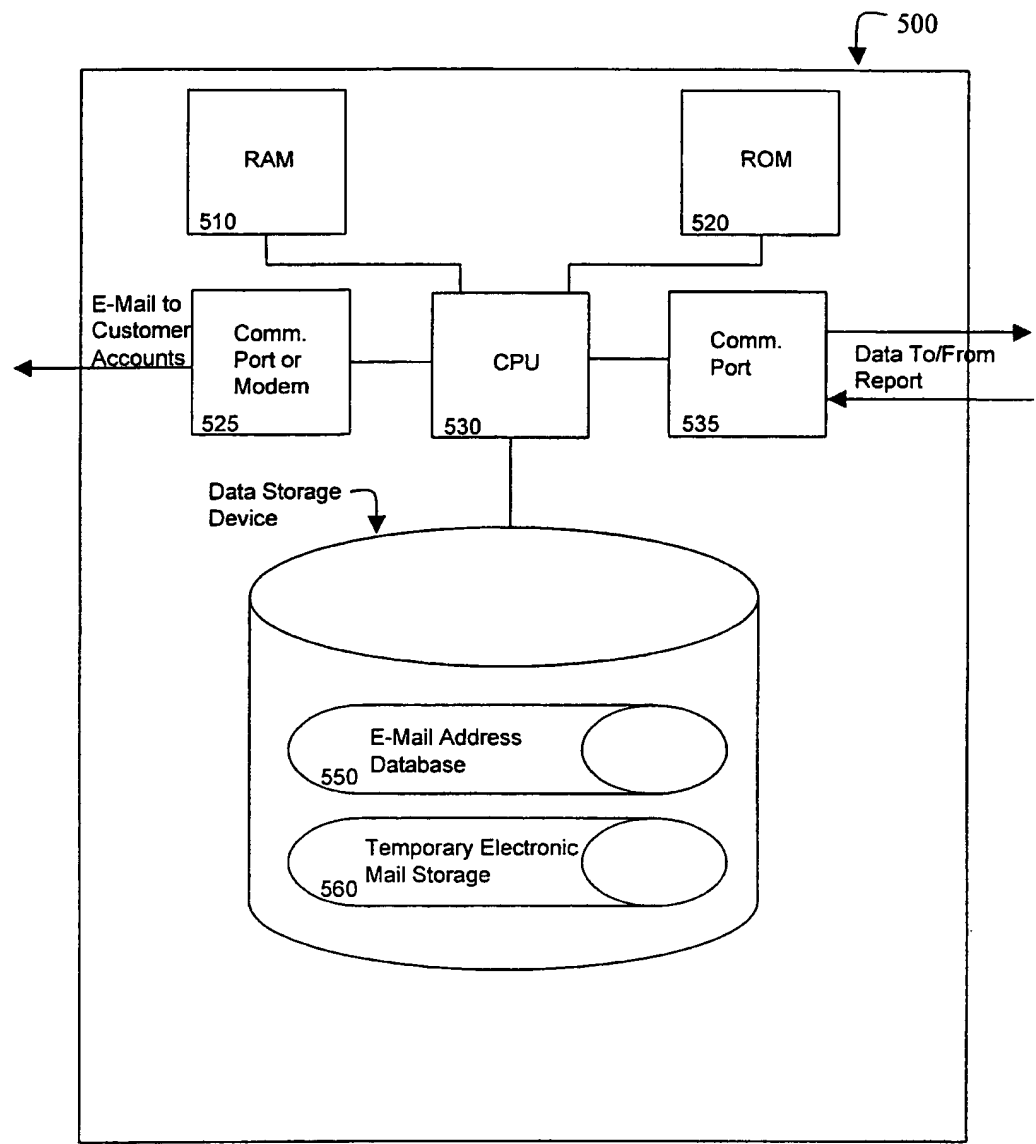 500
RAM
510
ROM
520
E-Mail to
Customer
Accounts
Comm.
Port or
Modem
525
CPU
530
Comm.
Port
535
Data To/From
Report
Data Storage
Device
E-Mail Address
Database
550
Temporary Electronic
Mail Storage
560